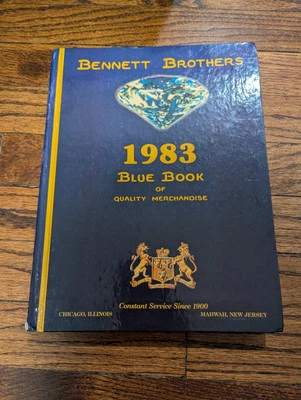 BENNETT BROTHERS
1983
BLUE BOOK
OF
QUALITY MERCHANDISE
Constant Service Since 1900
CHICAGO, ILLINOIS MAHWAH, NEW JERSEY